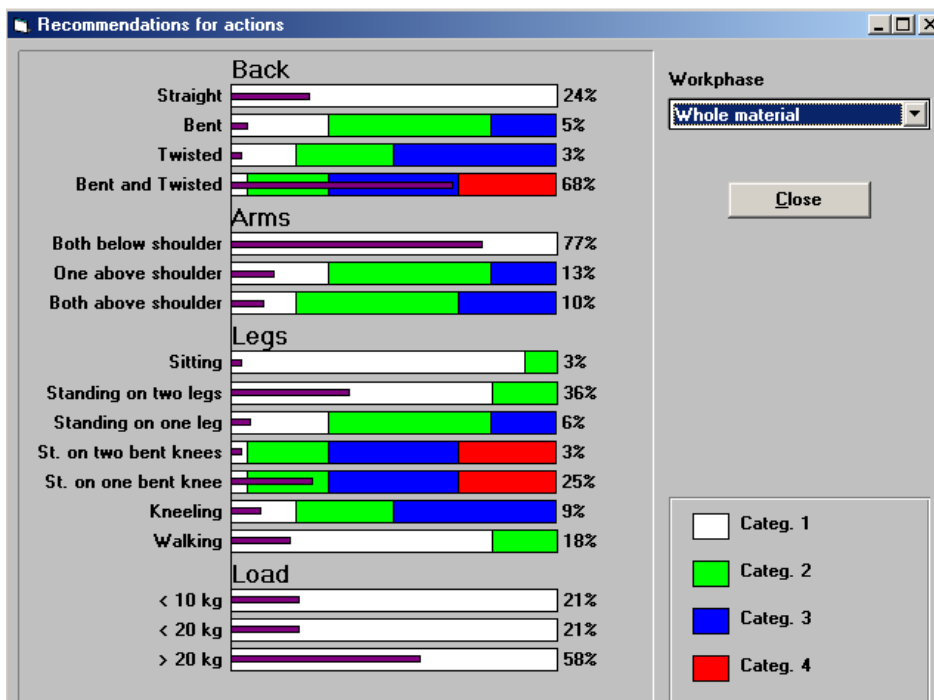 Recommendations for actions
Back
Straight 24%
Bent 5%
Twisted 3%
Bent and Twisted 68%
Arms
Both below shoulder 77%
One above shoulder 13%
Both above shoulder 10%
Legs
Sitting 3%
Standing on two legs 36%
Standing on one leg 6%
St. on two bent knees 3%
St. on one bent knee 25%
Kneeling 9%
Walking 18%
Load
< 10 kg 21%
< 20 kg 21%
> 20 kg 58%
Workphase
Whole material
Close
Categ. 1
Categ. 2
Categ. 3
Categ. 4